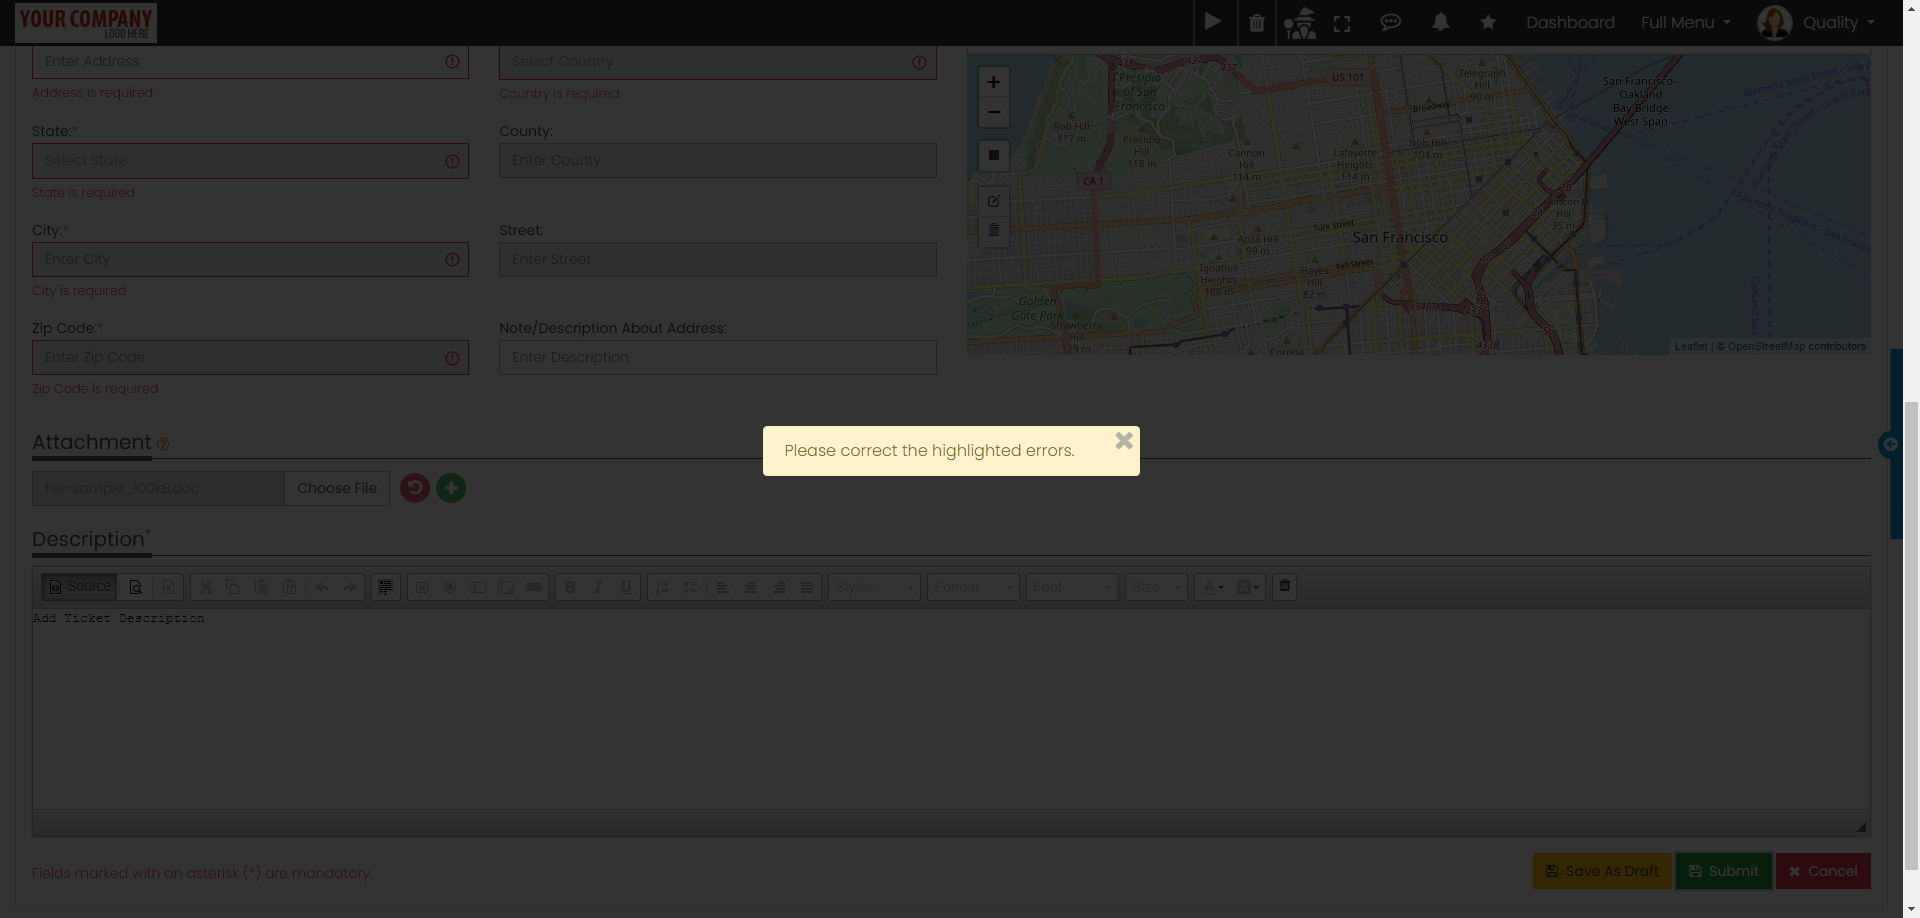 YOUR COMPANY
LOGO HERE
Dashboard
Full Menu
Quality
Enter Address
Address is required
Select Country
Country is required
State:*
Select State
State is required
County:
Enter County
City:*
Enter City
City is required
Street:
Enter Street
Zip Code:*
Enter Zip Code
Zip Code is required
Note/Description About Address:
Enter Description
+
−
Presidio
of San
Francisco
437
437
US 101
Telegraph
Hill
90 m
San Francisco–
Oakland
Bay Bridge
West Span
Broadway
Rob Hill
117 m
Presidio
Hill
118 m
Cannon
Hill
114 m
Lafayette
Heights
114 m
Nob Hill
104 m
CA 1
Turk Street
San Francisco
Rincon
Hill
35 m
Anza Hill
99 m
Fell Street
Ignatius
Heights
108 m
Hayes
Hill
82 m
Golden
Gate Park
Strawberry
Hill
129 m
Corona
434B;A
433B
Leaflet | © OpenStreetMap contributors
Attachment
file-sample_100kB.doc
Choose File
Please correct the highlighted errors.
Description*
Source
B I U
Styles
Format
Font
Size
A
A
Add Ticket Description
Fields marked with an asterisk (*) are mandatory.
Save As Draft
Submit
Cancel